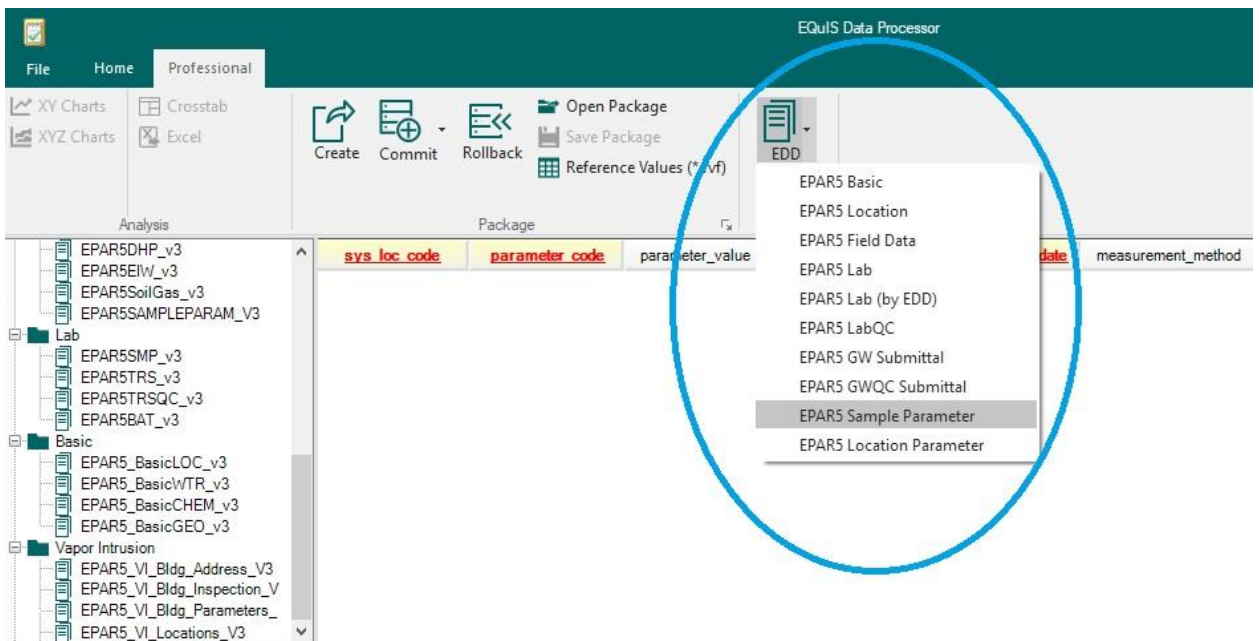 EQuIS Data Processor
File Home Professional
XY Charts Crosstab
XYZ Charts Excel
Create Commit Rollback
Open Package
Save Package
Reference Values (*.rvf)
EDD
Analysis Package
EPAR5 Basic
EPAR5 Location
EPAR5 Field Data
EPAR5 Lab
EPAR5 Lab (by EDD)
EPAR5 LabQC
EPAR5 GW Submittal
EPAR5 GWQC Submittal
EPAR5 Sample Parameter
EPAR5 Location Parameter
EPAR5DHP_v3
EPAR5EIW_v3
EPAR5SoilGas_v3
EPAR5SAMPLEPARAM_V3
Lab
EPAR5SMP_v3
EPAR5TRS_v3
EPAR5TRSQC_v3
EPAR5BAT_v3
Basic
EPAR5_BasicLOC_v3
EPAR5_BasicWTR_v3
EPAR5_BasicCHEM_v3
EPAR5_BasicGEO_v3
Vapor Intrusion
EPAR5_VI_Bldg_Address_V3
EPAR5_VI_Bldg_Inspection_V
EPAR5_VI_Bldg_Parameters_
EPAR5_VI_Locations_V3
sys_loc_code parameter_code parameter_value date measurement_method